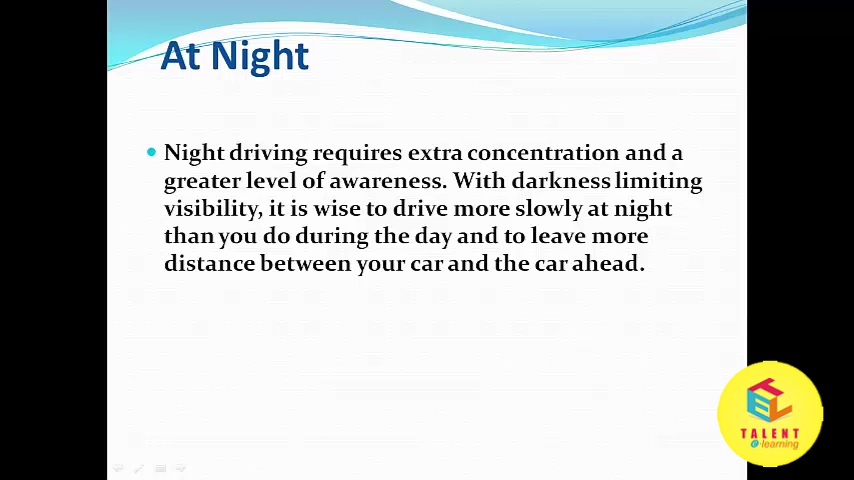 At Night
Night driving requires extra concentration and a
greater level of awareness. With darkness limiting
visibility, it is wise to drive more slowly at night
than you do during the day and to leave more
distance between your car and the car ahead.
TEL
TALENT
e-learning